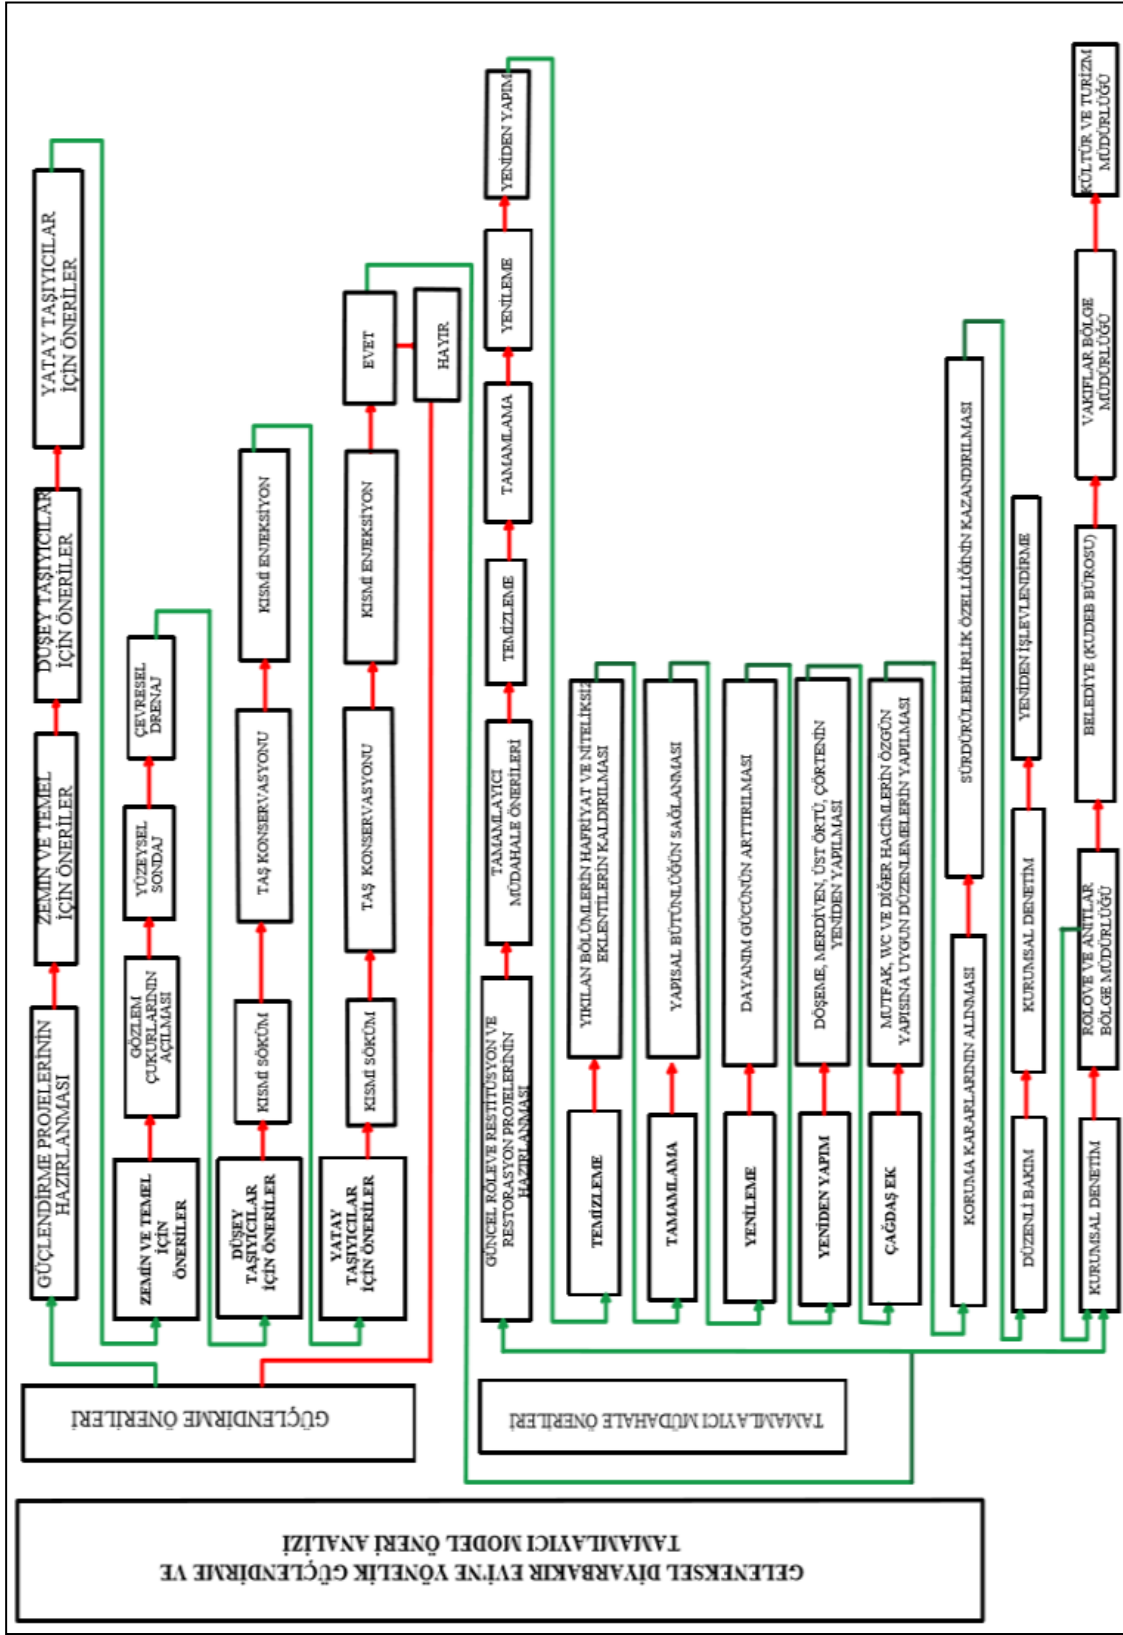 GELENEKSEL DİYARBAKIR EVİ'NE YÖNELİK GÜÇLENDİRME VE
TAMAMLAYICI MODEL ÖNERİ ANALİZİ
GÜÇLENDİRME ÖNERİLERİ
GÜÇLENDİRME PROJELERİNİN
HAZIRLANMASI
ZEMİN VE TEMEL
İÇİN ÖNERİLER
DÜŞEY TAŞIYICILAR
İÇİN ÖNERİLER
YATAY TAŞIYICILAR
İÇİN ÖNERİLER
ZEMİN VE TEMEL
İÇİN
ÖNERİLER
GÖZLEM
ÇUKURLARININ
AÇILMASI
YÜZEYSEL
SONDAJ
ÇEVRESEL
DRENAJ
DÜŞEY
TAŞIYICILAR
İÇİN ÖNERİLER
KISMİ SÖKÜM
TAŞ KONSERVASYONU
KISMİ ENJEKSİYON
YATAY
TAŞIYICILAR
İÇİN ÖNERİLER
KISMİ SÖKÜM
TAŞ KONSERVASYONU
KISMİ ENJEKSİYON
EVET
HAYIR
TAMAMLAYICI MÜDAHALE ÖNERİLERİ
GÜNCEL RÖLEVE RESTİTÜSYON VE
RESTORASYON PROJELERİNİN
HAZIRLANMASI
TAMAMLAYICI
MÜDAHALE ÖNERİLERİ
TEMİZLEME
TAMAMLAMA
YENİLEME
YENİDEN YAPIM
TEMİZLEME
YIKILAN BÖLÜMLERİN HAFRİYAT VE NİTELİKSİZ
EKLENTİLERİN KALDIRILMASI
TAMAMLAMA
YAPISAL BÜTÜNLÜĞÜN SAĞLANMASI
YENİLEME
DAYANIM GÜCÜNÜN ARTTIRILMASI
YENİDEN YAPIM
DÖŞEME, MERDİVEN, ÜST ÖRTÜ, ÇÖRTENİN
YENİDEN YAPILMASI
ÇAĞDAŞ EK
MUTFAK, WC VE DİĞER HACİMLERİN ÖZGÜN
YAPISINA UYGUN DÜZENLEMELERİN YAPILMASI
KORUMA KARARLARININ ALINMASI
SÜRDÜRÜLEBİLİRLİK ÖZELLİĞİNİN KAZANDIRILMASI
DÜZENLİ BAKIM
KURUMSAL DENETİM
YENİDEN İŞLEVLENDİRME
KURUMSAL DENETİM
RÖLÖVE VE ANITLAR
BÖLGE MÜDÜRLÜĞÜ
BELEDİYE (KUDEB BÜROSU)
VAKIFLAR BÖLGE
MÜDÜRLÜĞÜ
KÜLTÜR VE TURİZM
MÜDÜRLÜĞÜ